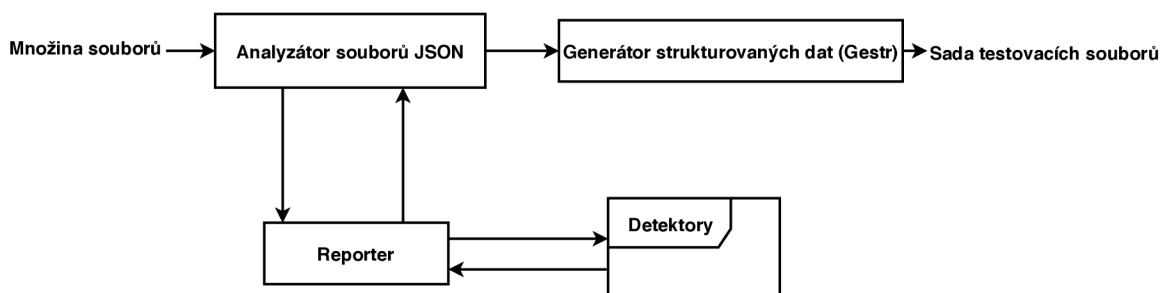 Množina souborů
Analyzátor souborů JSON
Generátor strukturovaných dat (Gestr)
Sada testovacích souborů
Reporter
Detektory